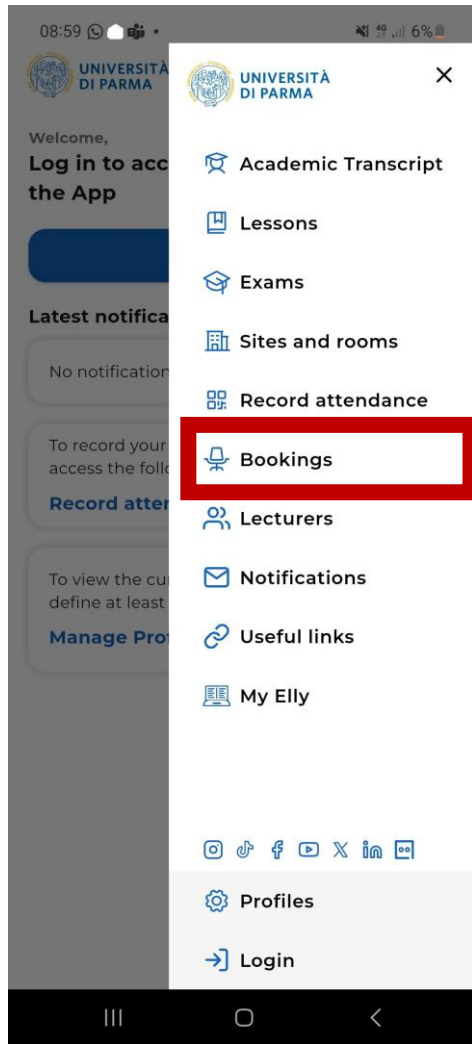 08:59
4G
6%
UNIVERSITÀ
DI PARMA
Welcome,
Log in to acc
the App
Latest notifica
No notification
To record your
access the follo
Record atter
To view the cu
define at least
Manage Prof
UNIVERSITÀ
DI PARMA
Academic Transcript
Lessons
Exams
Sites and rooms
Record attendance
Bookings
Lecturers
Notifications
Useful links
My Elly
Profiles
Login